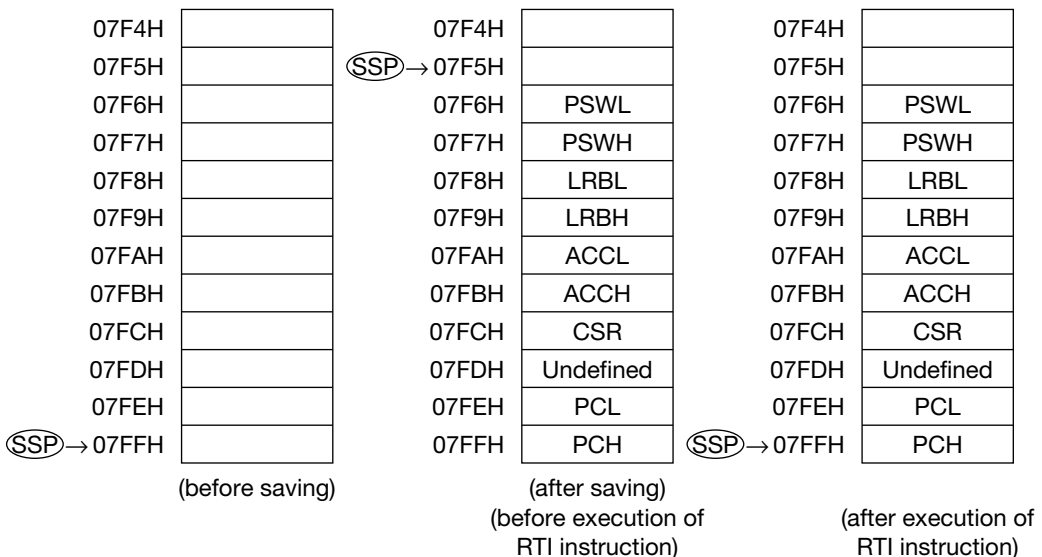 07F4H 07F4H 07F4H
07F5H SSP→07F5H 07F5H
07F6H 07F6H PSWL 07F6H PSWL
07F7H 07F7H PSWH 07F7H PSWH
07F8H 07F8H LRBL 07F8H LRBL
07F9H 07F9H LRBH 07F9H LRBH
07FAH 07FAH ACCL 07FAH ACCL
07FBH 07FBH ACCH 07FBH ACCH
07FCH 07FCH CSR 07FCH CSR
07FDH 07FDH Undefined 07FDH Undefined
07FEH 07FEH PCL 07FEH PCL
SSP→07FFH 07FFH PCH SSP→07FFH PCH
(before saving) (after saving)
(before execution of (after execution of
RTI instruction) RTI instruction)